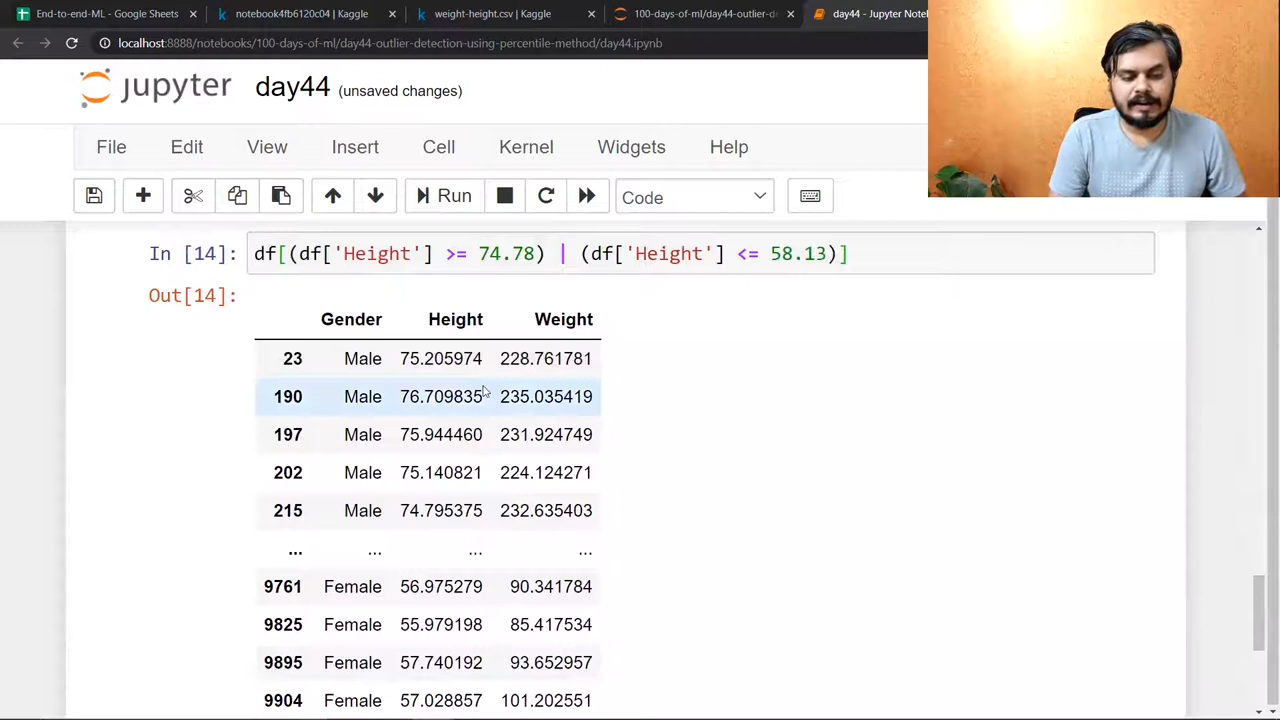 End-to-end-ML - Google Sheets
notebook4fb6120c04 | Kaggle
weight-height.csv | Kaggle
100-days-of-ml/day44-outlier-de
day44 - Jupyter Note
localhost:8888/notebooks/100-days-of-ml/day44-outlier-detection-using-percentile-method/day44.ipynb
jupyter day44 (unsaved changes)
File Edit View Insert Cell Kernel Widgets Help
Run Code
In [14]: df[(df['Height'] >= 74.78) | (df['Height'] <= 58.13)]
Out[14]:
Gender Height Weight
23 Male 75.205974 228.761781
190 Male 76.709835 235.035419
197 Male 75.944460 231.924749
202 Male 75.140821 224.124271
215 Male 74.795375 232.635403
... ... ... ...
9761 Female 56.975279 90.341784
9825 Female 55.979198 85.417534
9895 Female 57.740192 93.652957
9904 Female 57.028857 101.202551